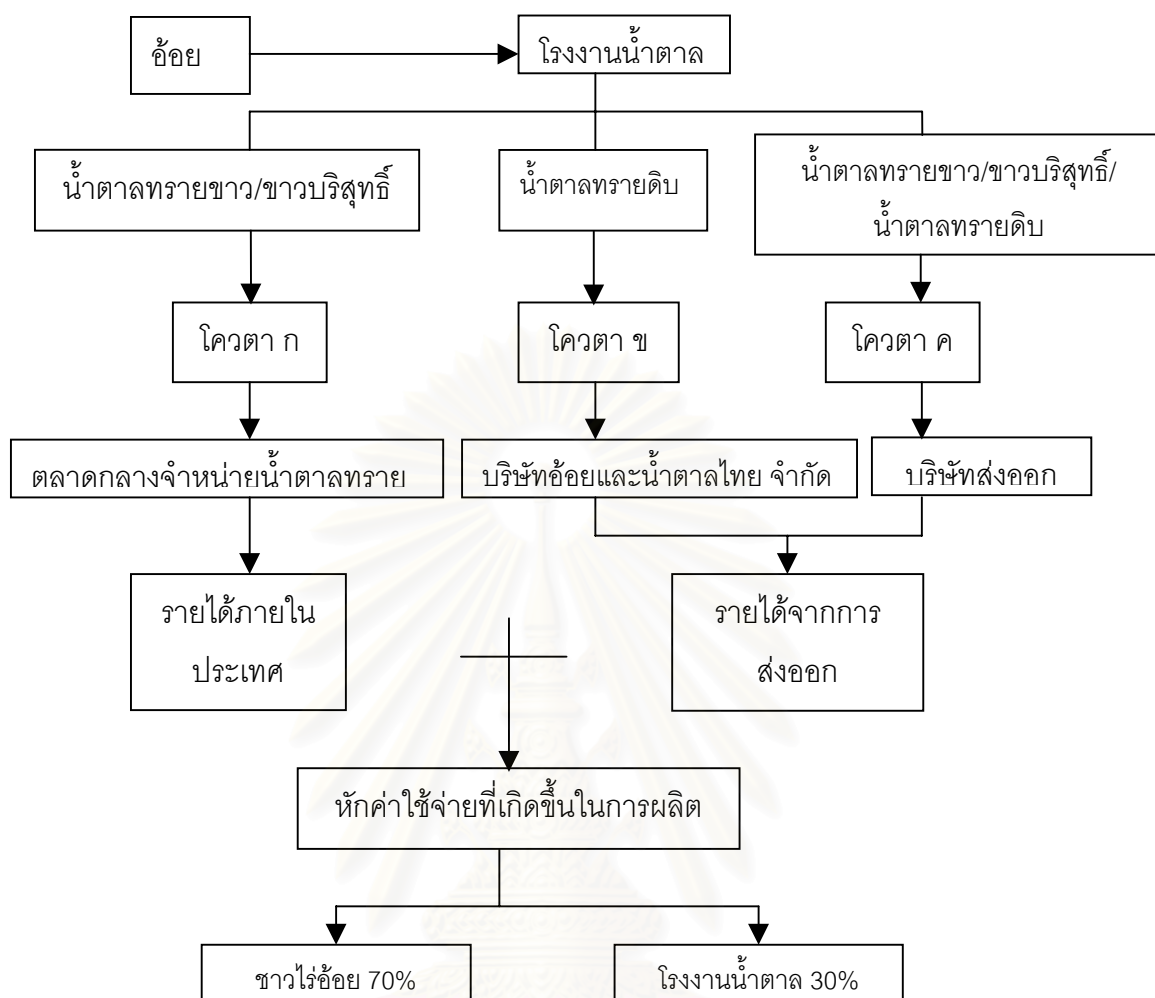 อ้อย
โรงงานน้ำตาล
น้ำตาลทรายขาว/ขาวบริสุทธิ์
น้ำตาลทรายดิบ
น้ำตาลทรายขาว/ขาวบริสุทธิ์/
น้ำตาลทรายดิบ
โควตา ก
โควตา ข
โควตา ค
ตลาดกลางจำหน่ายน้ำตาลทราย
บริษัทอ้อยและน้ำตาลไทย จำกัด
บริษัทส่งออก
รายได้ภายใน
ประเทศ
รายได้จากการ
ส่งออก
หักค่าใช้จ่ายที่เกิดขึ้นในการผลิต
ชาวไร่อ้อย 70%
โรงงานน้ำตาล 30%